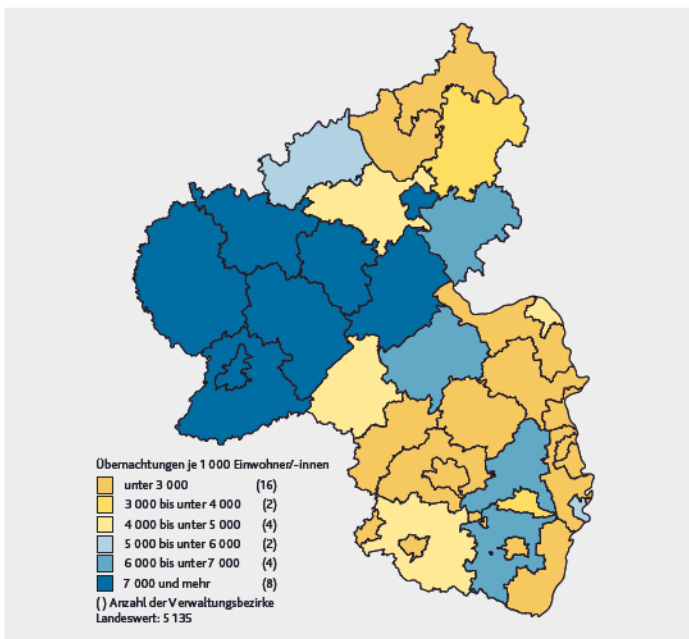 Übernachtungen je 1 000 Einwohner/-innen
unter 3 000 (16)
3 000 bis unter 4 000 (2)
4 000 bis unter 5 000 (4)
5 000 bis unter 6 000 (2)
6 000 bis unter 7 000 (4)
7 000 und mehr (8)
( ) Anzahl der Verwaltungsbezirke
Landeswert: 5 135